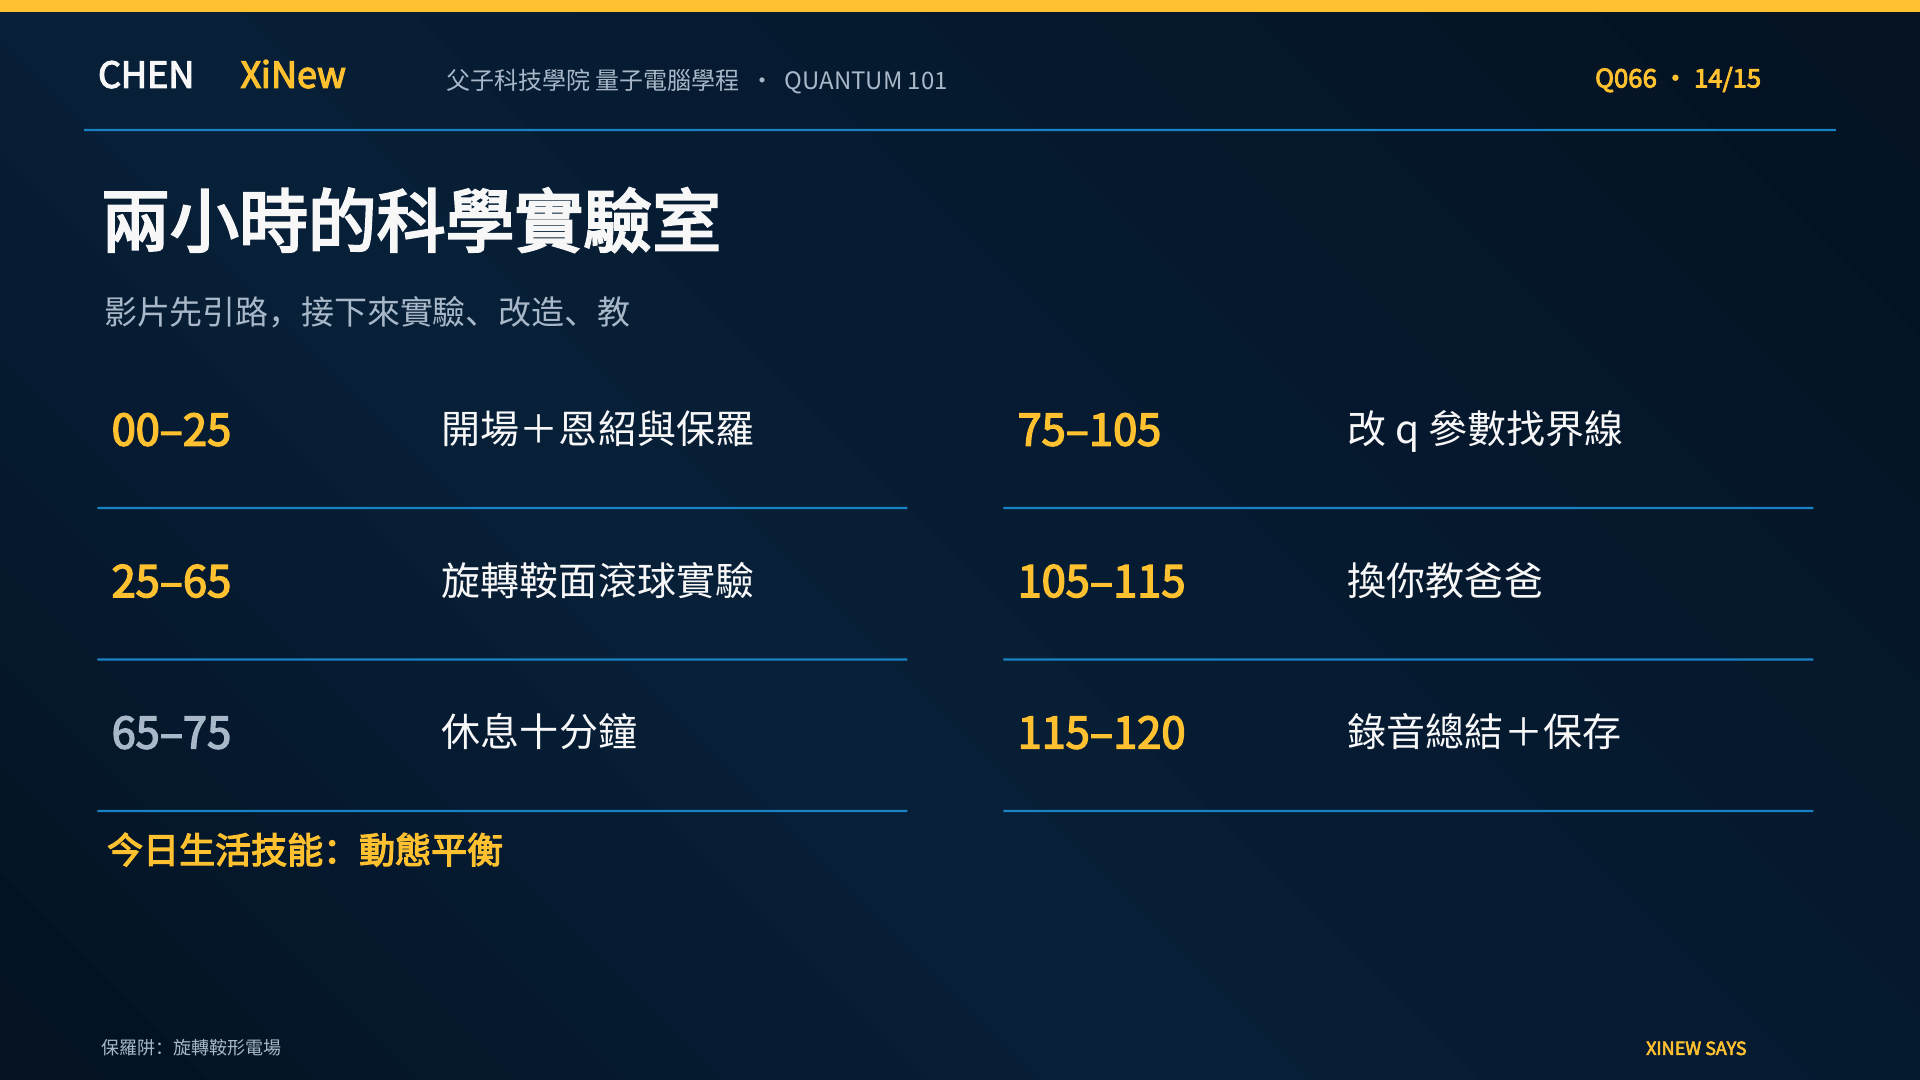 CHEN XiNew 父子科技學院 量子電腦學程 · QUANTUM 101
Q066 · 14/15
兩小時的科學實驗室
影片先引路，接下來實驗、改造、教
00–25 開場＋恩紹與保羅
25–65 旋轉鞍面滾球實驗
65–75 休息十分鐘
75–105 改 q 參數找界線
105–115 換你教爸爸
115–120 錄音總結＋保存
今日生活技能：動態平衡
保羅阱：旋轉鞍形電場
XINEW SAYS